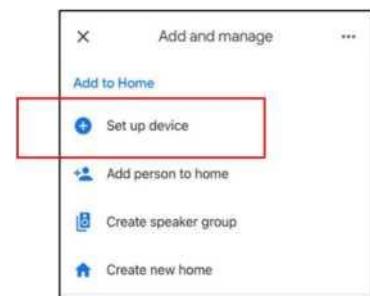 Add and manage
Add to Home
Set up device
Add person to home
Create speaker group
Create new home